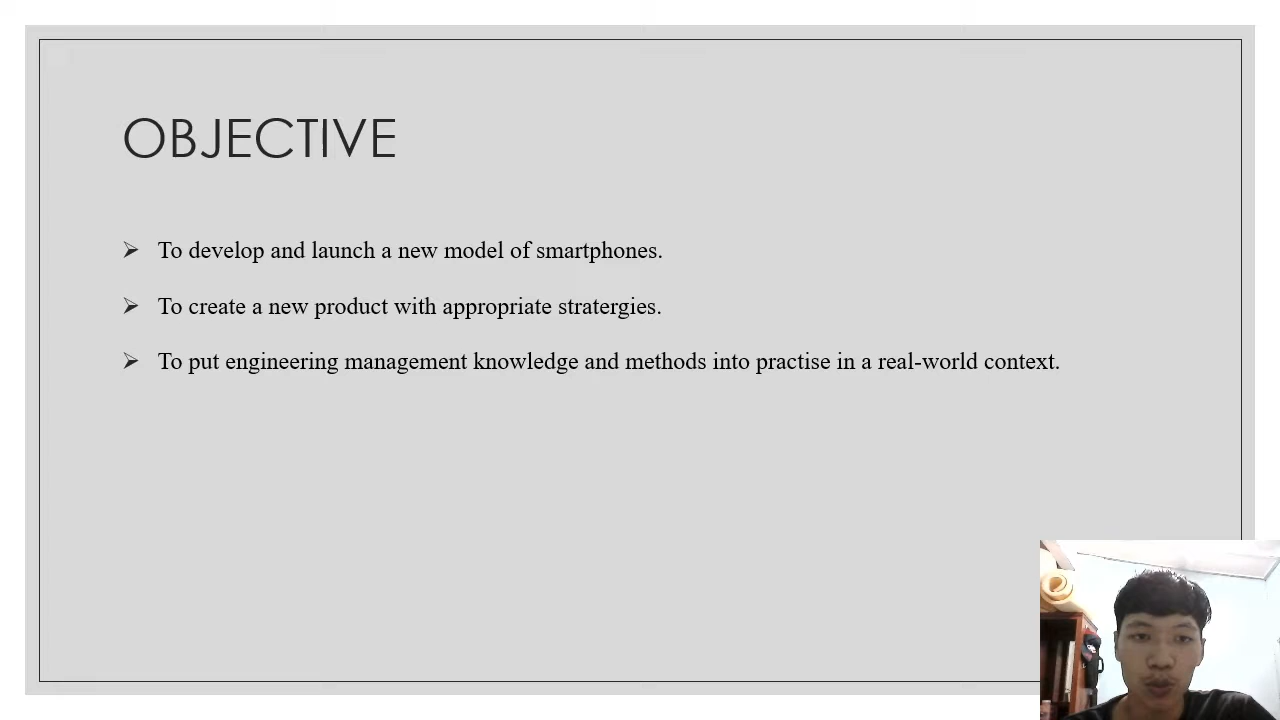 OBJECTIVE
To develop and launch a new model of smartphones.
To create a new product with appropriate stratergies.
To put engineering management knowledge and methods into practise in a real-world context.